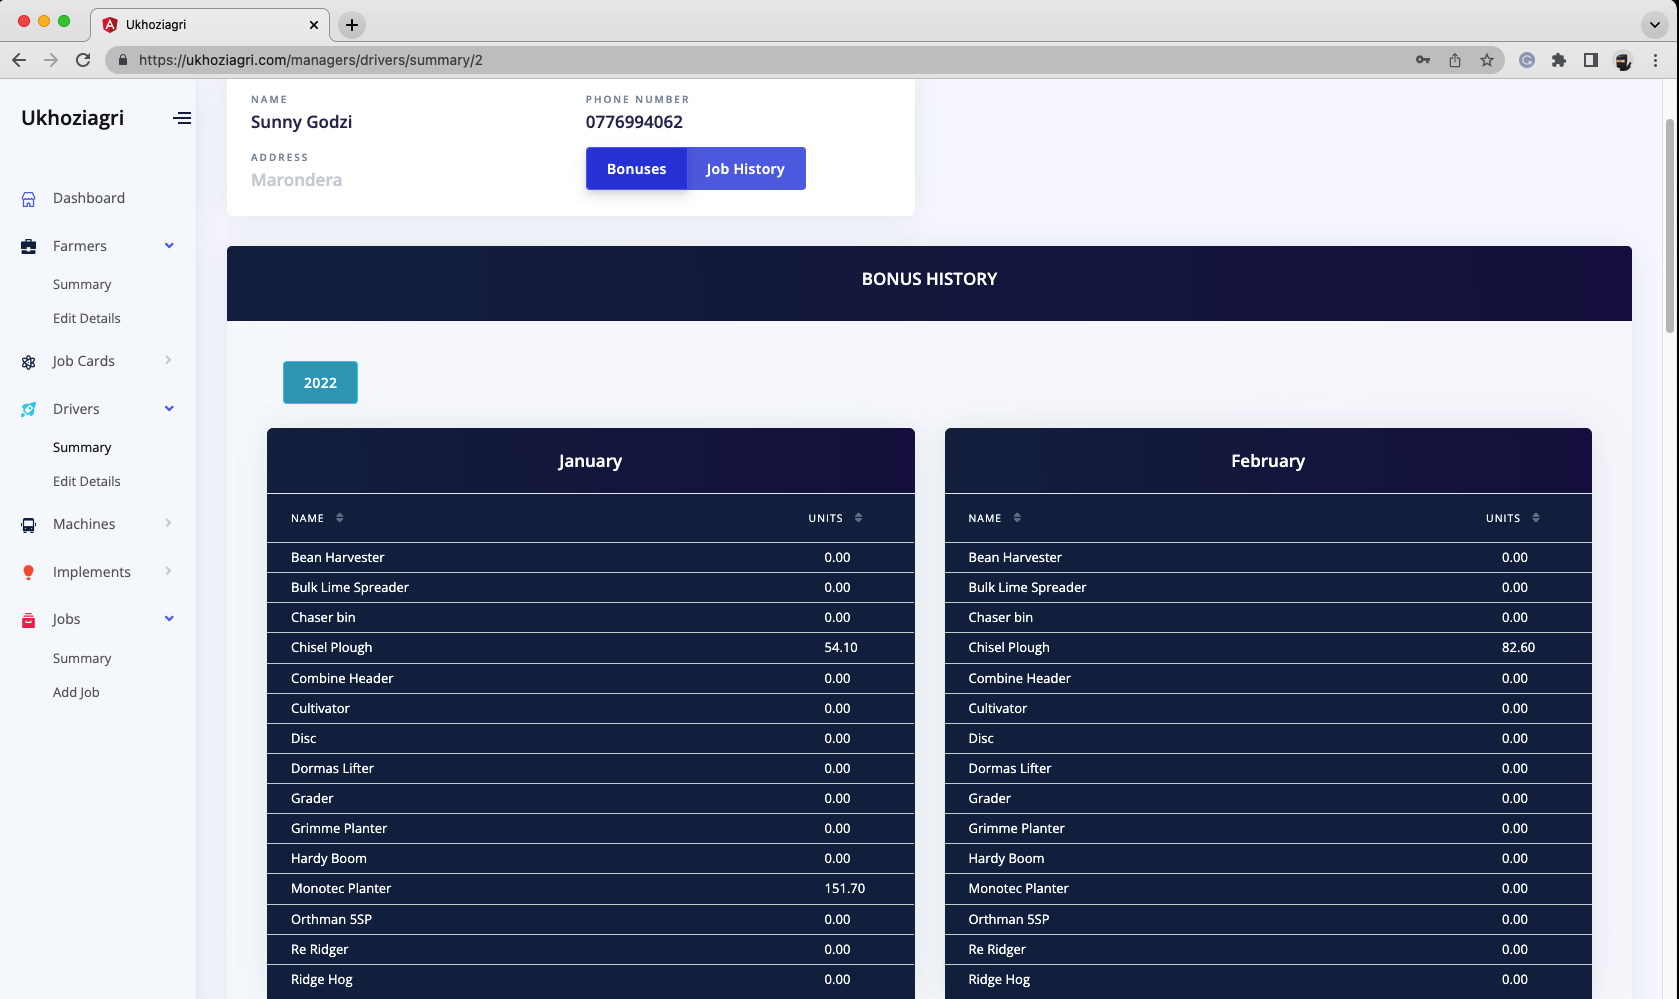 Ukhoziagri
https://ukhoziagri.com/managers/drivers/summary/2
Ukhoziagri
Dashboard
Farmers
Summary
Edit Details
Job Cards
Drivers
Summary
Edit Details
Machines
Implements
Jobs
Summary
Add Job
NAME PHONE NUMBER
Sunny Godzi 0776994062
ADDRESS
Marondera
Bonuses Job History
BONUS HISTORY
2022
January
NAME UNITS
Bean Harvester 0.00
Bulk Lime Spreader 0.00
Chaser bin 0.00
Chisel Plough 54.10
Combine Header 0.00
Cultivator 0.00
Disc 0.00
Dormas Lifter 0.00
Grader 0.00
Grimme Planter 0.00
Hardy Boom 0.00
Monotec Planter 151.70
Orthman 5SP 0.00
Re Ridger 0.00
Ridge Hog 0.00
February
NAME UNITS
Bean Harvester 0.00
Bulk Lime Spreader 0.00
Chaser bin 0.00
Chisel Plough 82.60
Combine Header 0.00
Cultivator 0.00
Disc 0.00
Dormas Lifter 0.00
Grader 0.00
Grimme Planter 0.00
Hardy Boom 0.00
Monotec Planter 0.00
Orthman 5SP 0.00
Re Ridger 0.00
Ridge Hog 0.00